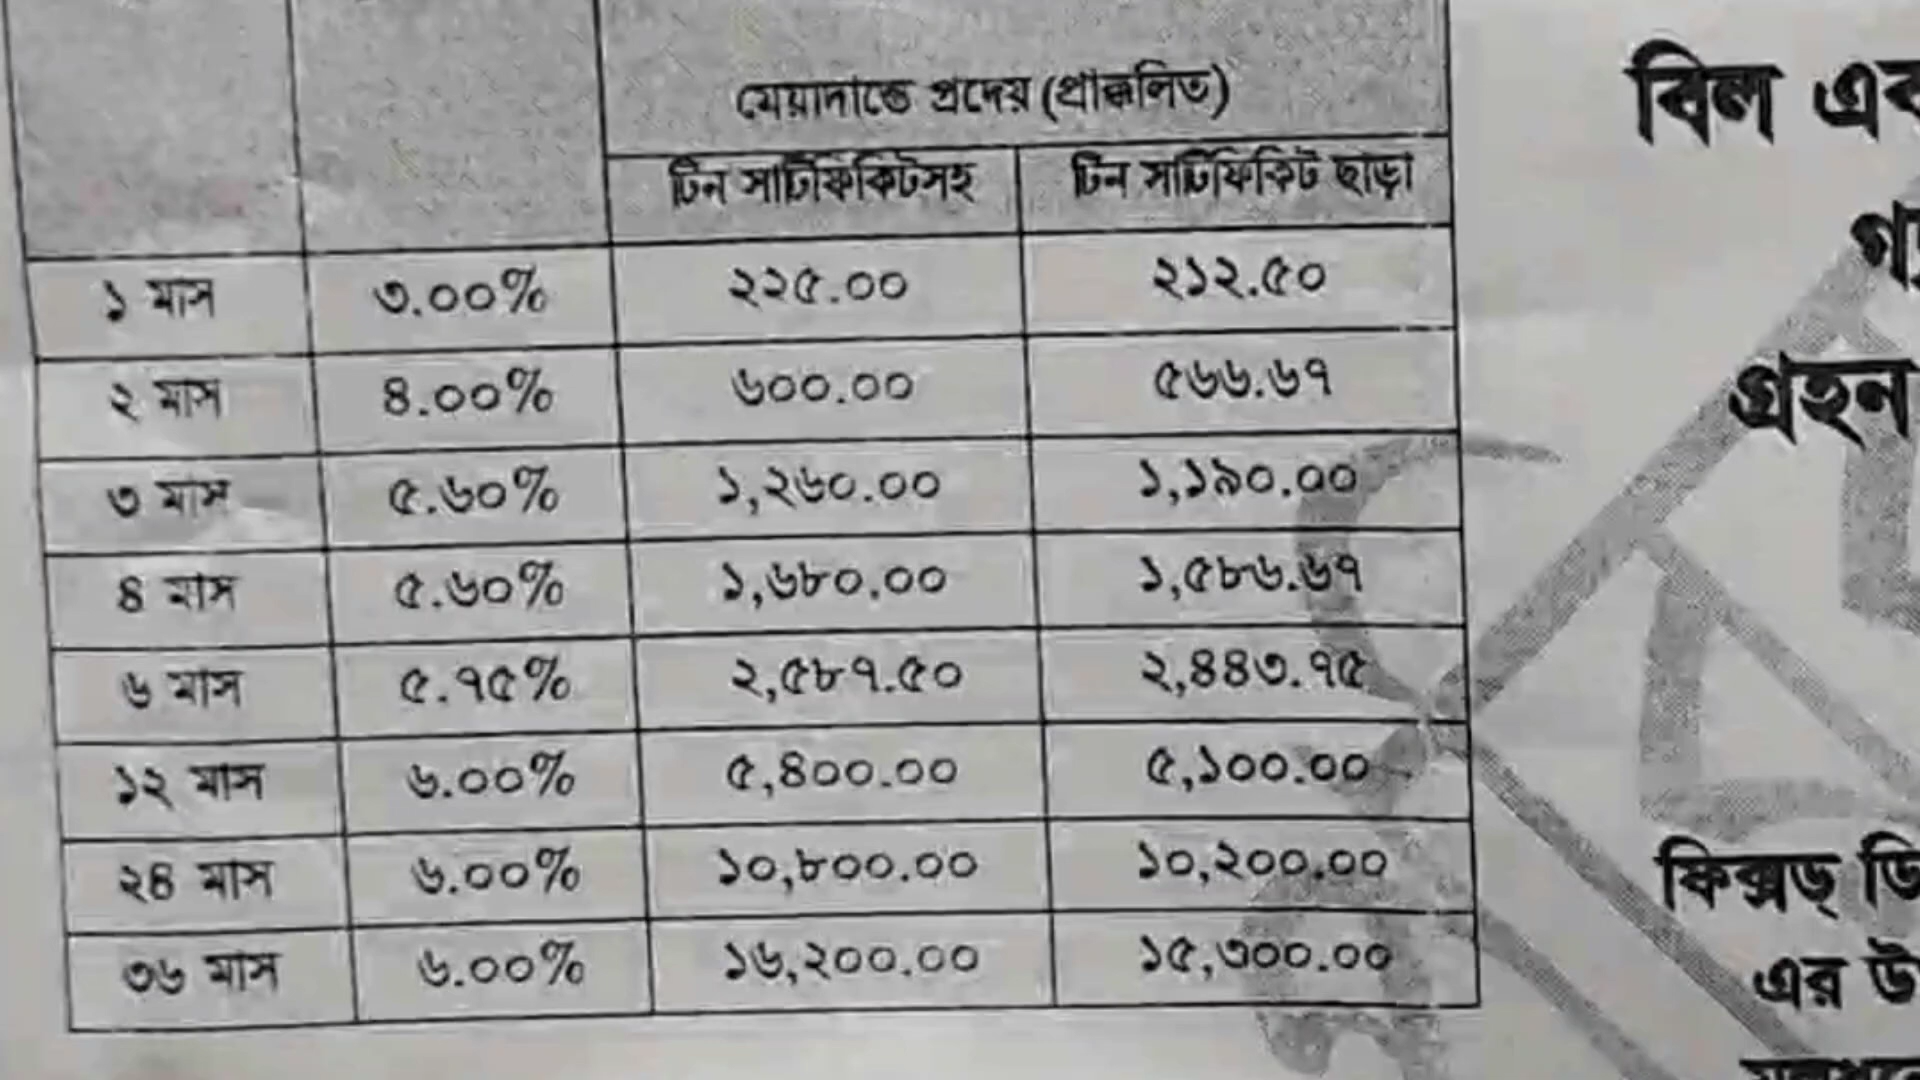 মেয়াদান্তে প্রদেয় (প্রাক্কলিত)
টিন সার্টিফিকিটসহ টিন সার্টিফিকিট ছাড়া
১ মাস ৩.০০% ২২৫.০০ ২১২.৫০
২ মাস ৪.০০% ৬০০.০০ ৫৬৬.৬৭
৩ মাস ৫.৬০% ১,২৬০.০০ ১,১৯০.০০
৪ মাস ৫.৬০% ১,৬৮০.০০ ১,৫৮৬.৬৭
৬ মাস ৫.৭৫% ২,৫৮৭.৫০ ২,৪৪৩.৭৫
১২ মাস ৬.০০% ৫,৪০০.০০ ৫,১০০.০০
২৪ মাস ৬.০০% ১০,৮০০.০০ ১০,২০০.০০
৩৬ মাস ৬.০০% ১৬,২০০.০০ ১৫,৩০০.০০
বিল
গ্রহন
ফিক্সড্ ডি
এর উ